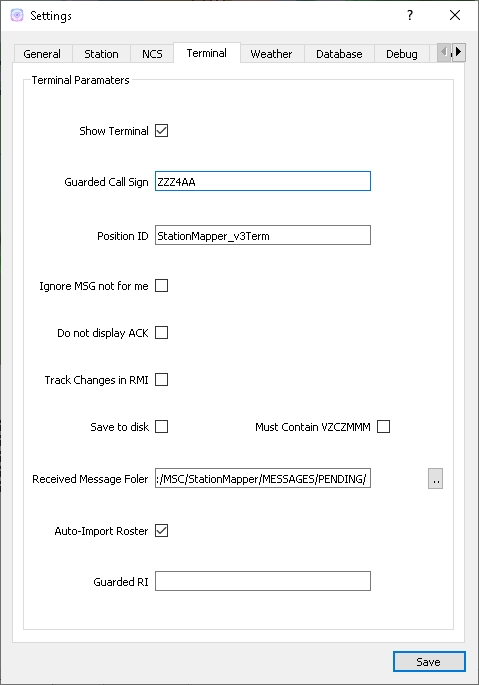 Settings
General Station NCS Terminal Weather Database Debug
Terminal Paramaters
Show Terminal
Guarded Call Sign ZZZ4AA
Position ID StationMapper_v3Term
Ignore MSG not for me
Do not display ACK
Track Changes in RMI
Save to disk Must Contain VZCZMMM
Received Message Foler :/MSC/StationMapper/MESSAGES/PENDING/ ..
Auto-Import Roster
Guarded RI
Save